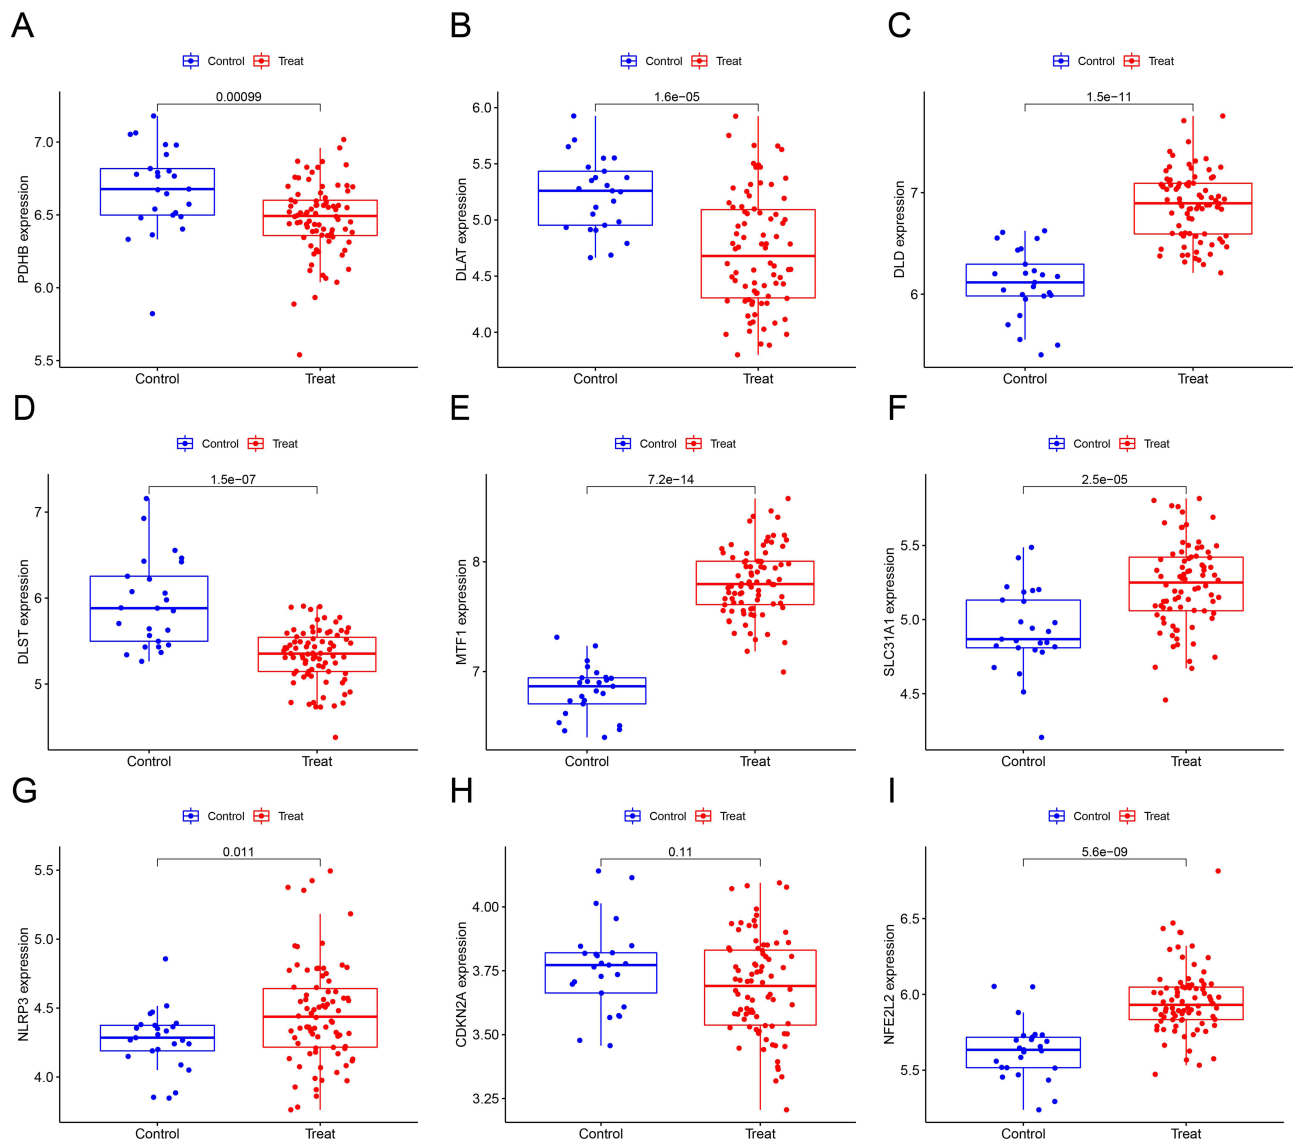 A
Control Treat
0.00099
PDHB expression
7.0
6.5
6.0
5.5
Control Treat
B
Control Treat
1.6e−05
DLAT expression
6.0
5.5
5.0
4.5
4.0
Control Treat
C
Control Treat
1.5e−11
DLD expression
7
6
Control Treat
D
Control Treat
1.5e−07
DLST expression
7
6
5
Control Treat
E
Control Treat
7.2e−14
MTF1 expression
8
7
Control Treat
F
Control Treat
2.5e−05
SLC31A1 expression
5.5
5.0
4.5
Control Treat
G
Control Treat
0.011
NLRP3 expression
5.5
5.0
4.5
4.0
Control Treat
H
Control Treat
0.11
CDKN2A expression
4.00
3.75
3.50
3.25
Control Treat
I
Control Treat
5.6e−09
NFE2L2 expression
6.5
6.0
5.5
Control Treat